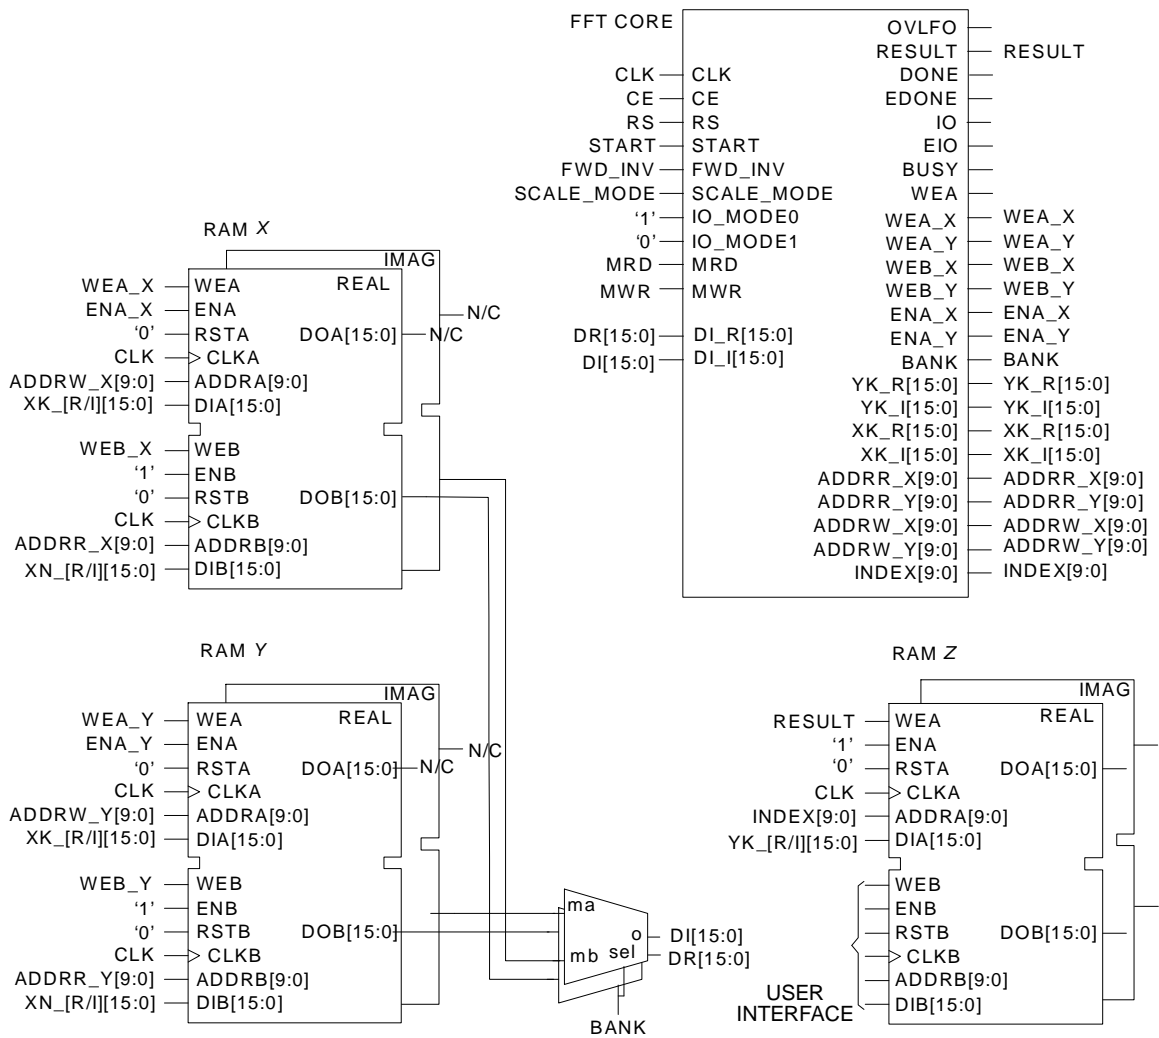 FFT CORE
OVLFO
RESULT RESULT
CLK CLK DONE
CE CE EDONE
RS RS IO
START START EIO
FWD_INV FWD_INV BUSY
SCALE_MODE SCALE_MODE WEA
‘1’ IO_MODE0 WEA_X WEA_X
‘0’ IO_MODE1 WEA_Y WEA_Y
MRD MRD WEB_X WEB_X
MWR MWR WEB_Y WEB_Y
ENA_X ENA_X
DR[15:0] DI_R[15:0] ENA_Y ENA_Y
DI[15:0] DI_I[15:0] BANK BANK
YK_R[15:0] YK_R[15:0]
YK_I[15:0] YK_I[15:0]
XK_R[15:0] XK_R[15:0]
XK_I[15:0] XK_I[15:0]
ADDRR_X[9:0] ADDRR_X[9:0]
ADDRR_Y[9:0] ADDRR_Y[9:0]
ADDRW_X[9:0] ADDRW_X[9:0]
ADDRW_Y[9:0] ADDRW_Y[9:0]
INDEX[9:0] INDEX[9:0]
RAM X
IMAG
WEA_X WEA REAL
ENA_X ENA N/C
‘0’ RSTA DOA[15:0] N/C
CLK CLKA
ADDRW_X[9:0] ADDRA[9:0]
XK_[R/I][15:0] DIA[15:0]
WEB_X WEB
‘1’ ENB
‘0’ RSTB DOB[15:0]
CLK CLKB
ADDRR_X[9:0] ADDRB[9:0]
XN_[R/I][15:0] DIB[15:0]
RAM Y
IMAG
WEA_Y WEA REAL
ENA_Y ENA N/C
‘0’ RSTA DOA[15:0] N/C
CLK CLKA
ADDRW_Y[9:0] ADDRA[9:0]
XK_[R/I][15:0] DIA[15:0]
WEB_Y WEB
‘1’ ENB
‘0’ RSTB DOB[15:0]
CLK CLKB
ADDRR_Y[9:0] ADDRB[9:0]
XN_[R/I][15:0] DIB[15:0]
ma
o DI[15:0]
mb sel DR[15:0]
BANK
RAM Z
IMAG
RESULT WEA REAL
‘1’ ENA
‘0’ RSTA DOA[15:0]
CLK CLKA
INDEX[9:0] ADDRA[9:0]
YK_[R/I][15:0] DIA[15:0]
WEB
ENB
RSTB DOB[15:0]
CLKB
ADDRB[9:0]
DIB[15:0]
USER
INTERFACE